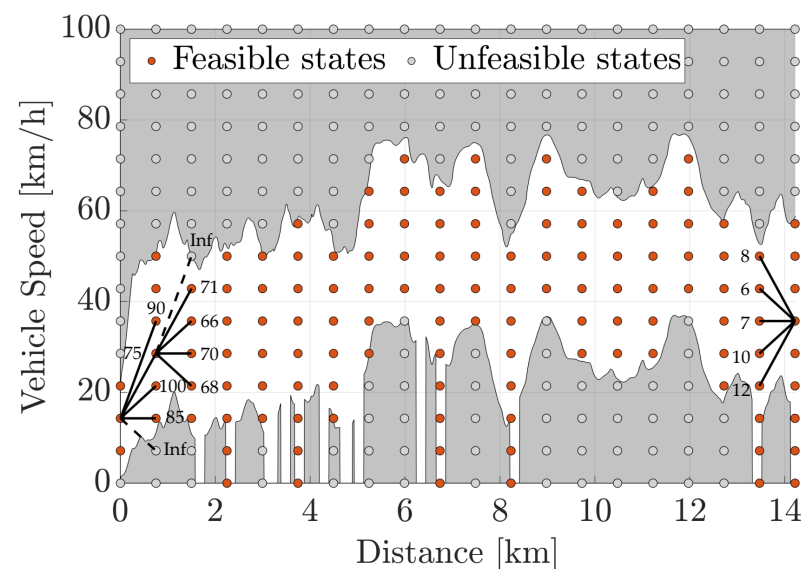 100
Feasible states
Unfeasible states
80
60
40
20
0
Vehicle Speed [km/h]
Inf
71
90
66
75
70
100
68
85
Inf
8
6
7
10
12
0 2 4 6 8 10 12 14
Distance [km]